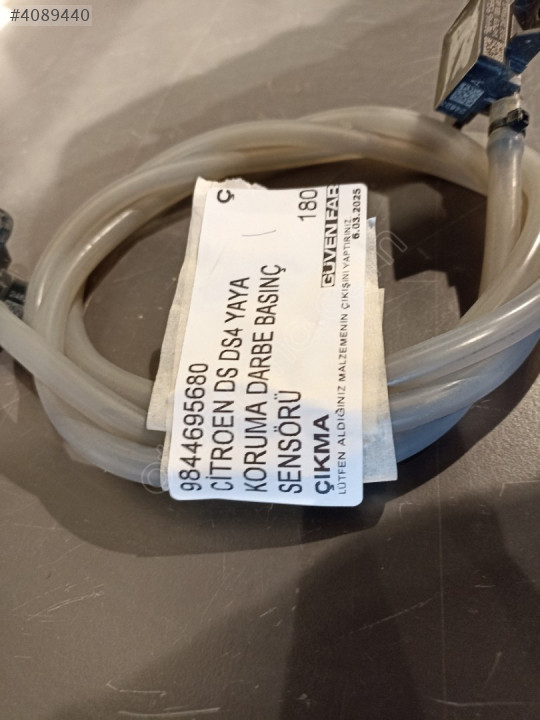 #4089440
9844695680
CİTROEN DS DS4 YAYA
KORUMA DARBE BASINÇ
SENSÖRÜ
ÇIKMA
LÜTFEN ALDIĞINIZ MALZEMENİN ÇIKIŞINI YAPTIRINIZ
Ç
180
GÜVENFAR
6.03.2025